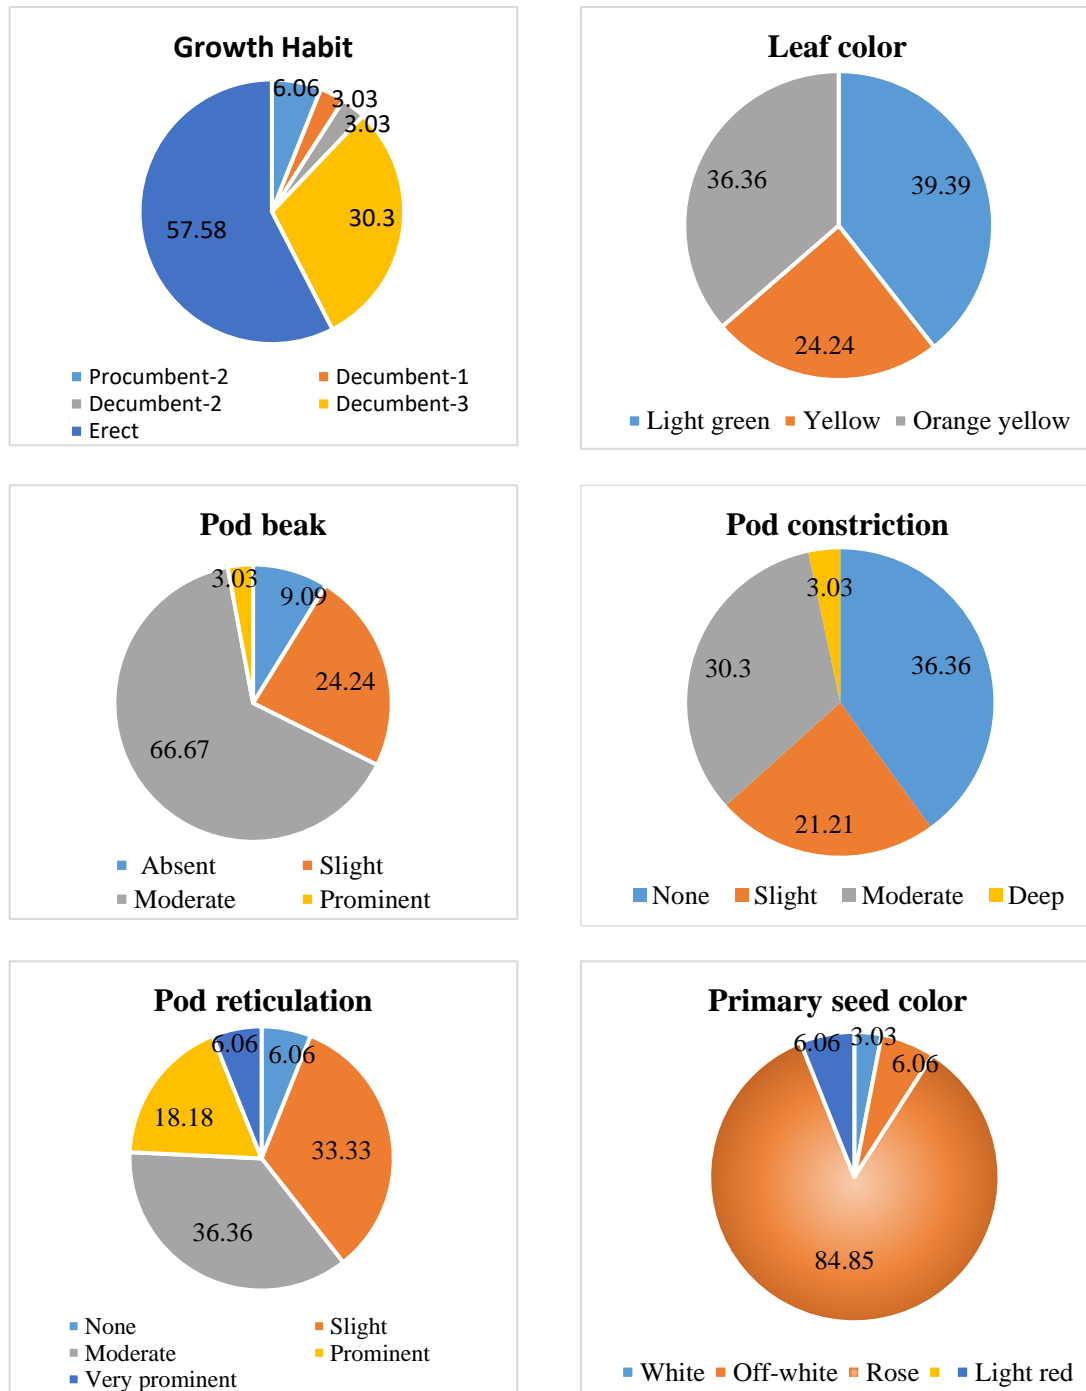 Growth Habit
6.06
3.03
3.03
30.3
57.58
Procumbent-2 Decumbent-1
Decumbent-2 Decumbent-3
Erect
Leaf color
36.36 39.39
24.24
Light green Yellow Orange yellow
Pod beak
3.03 9.09
24.24
66.67
Absent Slight
Moderate Prominent
Pod constriction
3.03
30.3 36.36
21.21
None Slight Moderate Deep
Pod reticulation
6.06 6.06
18.18 33.33
36.36
None Slight
Moderate Prominent
Very prominent
Primary seed color
6.06 3.03
6.06
84.85
White Off-white Rose Light red